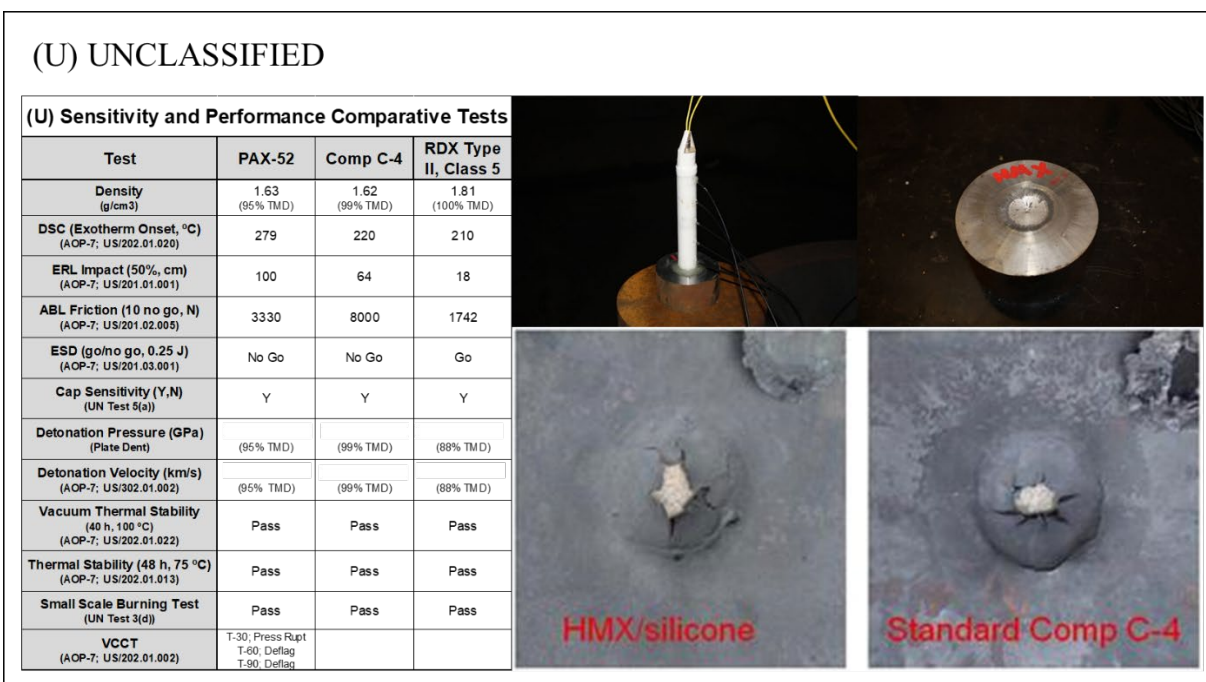 (U) UNCLASSIFIED
(U) Sensitivity and Performance Comparative Tests
Test PAX-52 Comp C-4 RDX Type II, Class 5
Density (g/cm3) 1.63 (95% TMD) 1.62 (99% TMD) 1.81 (100% TMD)
DSC (Exotherm Onset, ºC) (AOP-7; US/202.01.020) 279 220 210
ERL Impact (50%, cm) (AOP-7; US/201.01.001) 100 64 18
ABL Friction (10 no go, N) (AOP-7; US/201.02.005) 3330 8000 1742
ESD (go/no go, 0.25 J) (AOP-7; US/201.03.001) No Go No Go Go
Cap Sensitivity (Y,N) (UN Test 5(a)) Y Y Y
Detonation Pressure (GPa) (Plate Dent) (95% TMD) (99% TMD) (88% TMD)
Detonation Velocity (km/s) (AOP-7; US/302.01.002) (95% TMD) (99% TMD) (88% TMD)
Vacuum Thermal Stability (40 h, 100 ºC) (AOP-7; US/202.01.022) Pass Pass Pass
Thermal Stability (48 h, 75 ºC) (AOP-7; US/202.01.013) Pass Pass Pass
Small Scale Burning Test (UN Test 3(d)) Pass Pass Pass
VCCT (AOP-7; US/202.01.002) T-30; Press Rupt T-60; Deflag T-90; Deflag
HMX/silicone
Standard Comp C-4